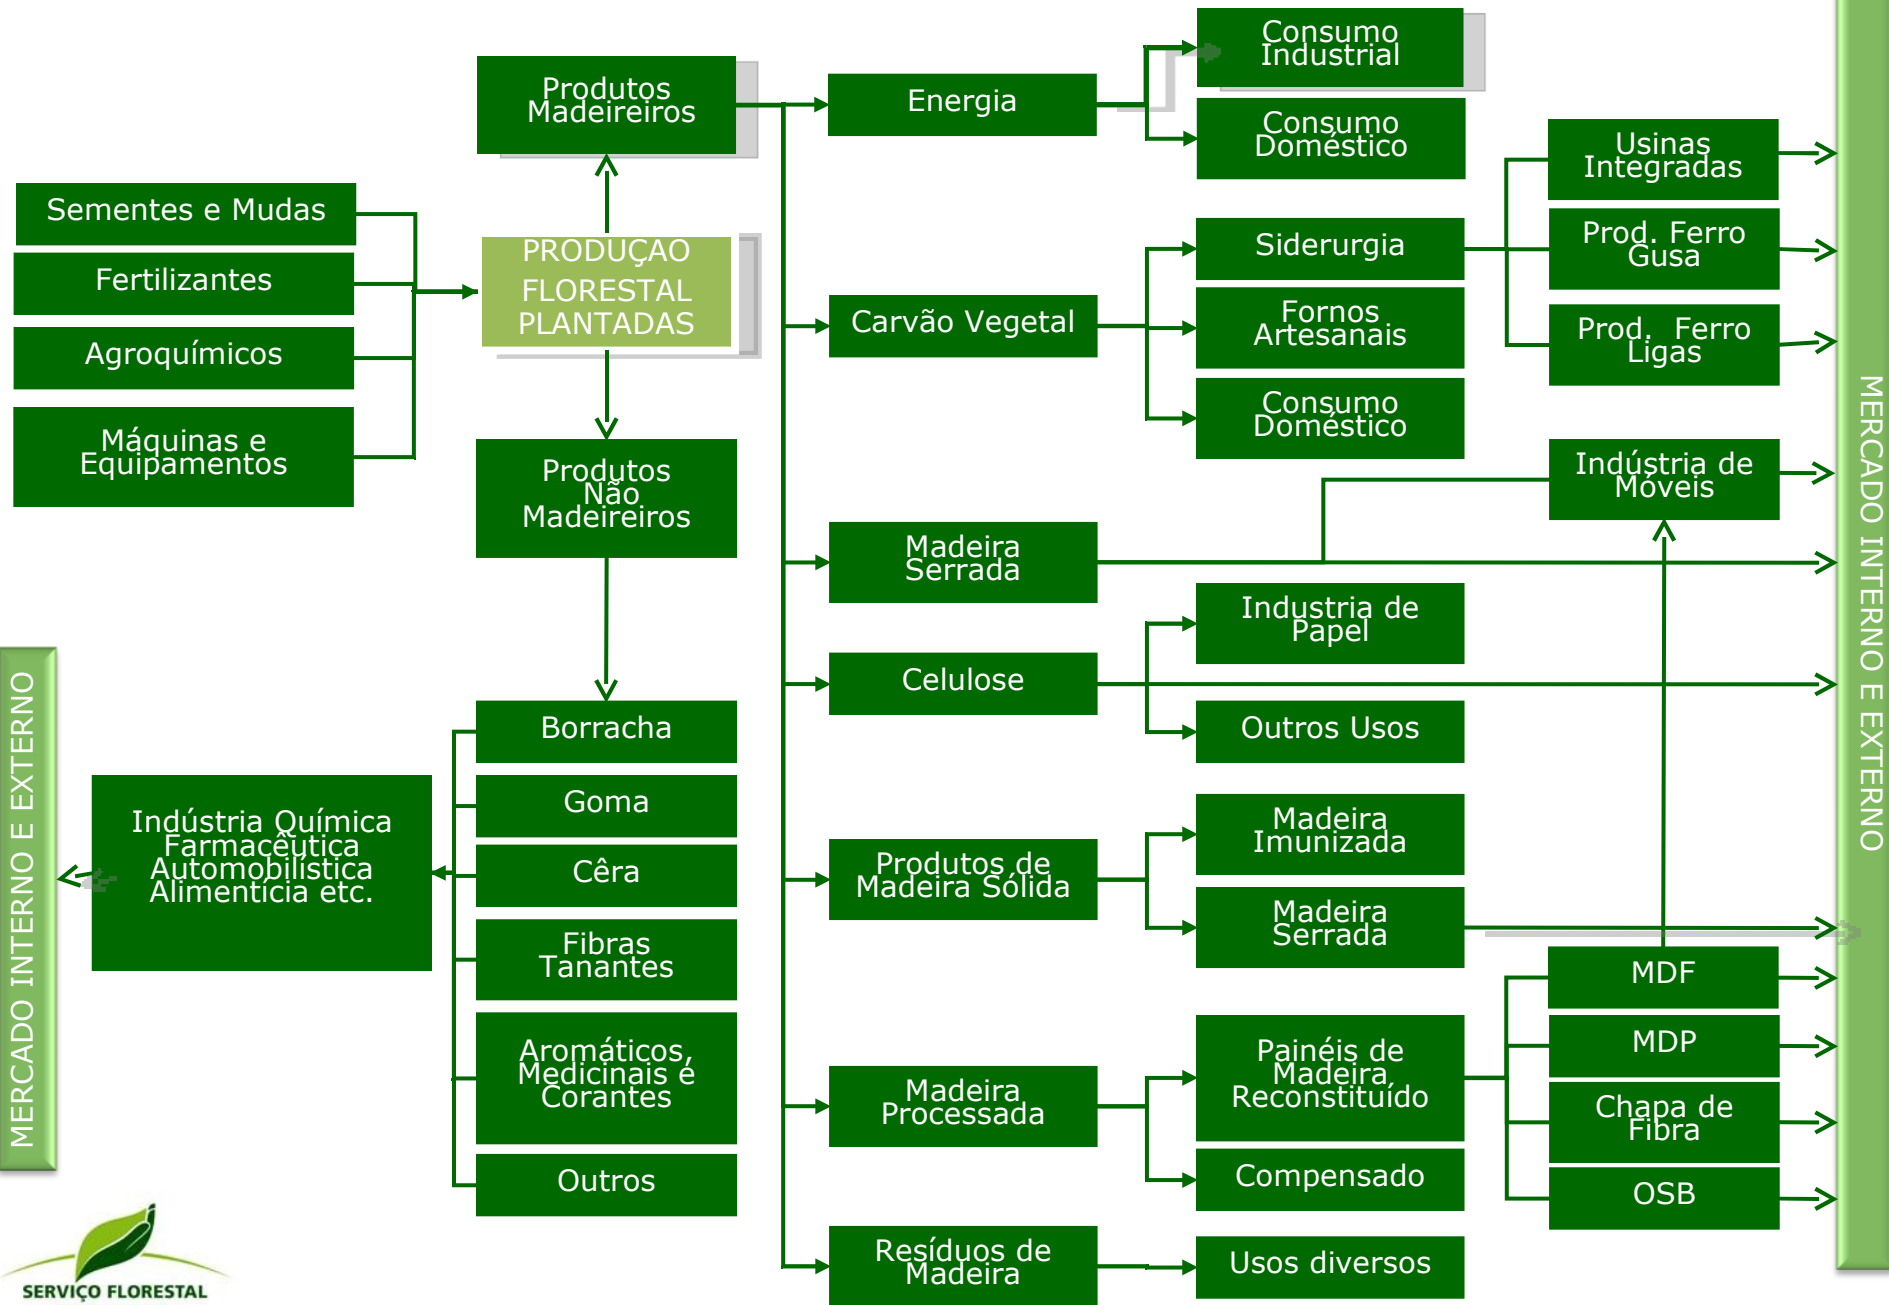 Produtos
Madeireiros
Sementes e Mudas
Fertilizantes
Agroquímicos
Máquinas e
Equipamentos
PRODUÇAO
FLORESTAL
PLANTADAS
Produtos
Não
Madeireiros
Borracha
Goma
Cêra
Fibras
Tanantes
Aromáticos,
Medicinais e
Corantes
Outros
Indústria Química
Farmacêutica
Automobilística
Alimentícia etc.
MERCADO INTERNO E EXTERNO
Energia
Consumo
Industrial
Consumo
Doméstico
Carvão Vegetal
Siderurgia
Fornos
Artesanais
Consumo
Doméstico
Usinas
Integradas
Prod. Ferro
Gusa
Prod. Ferro
Ligas
Madeira
Serrada
Indústria de
Móveis
Celulose
Industria de
Papel
Outros Usos
Produtos de
Madeira Sólida
Madeira
Imunizada
Madeira
Serrada
Madeira
Processada
Painéis de
Madeira
Reconstituído
Compensado
MDF
MDP
Chapa de
Fibra
OSB
Resíduos de
Madeira
Usos diversos
MERCADO INTERNO E EXTERNO
SERVIÇO FLORESTAL